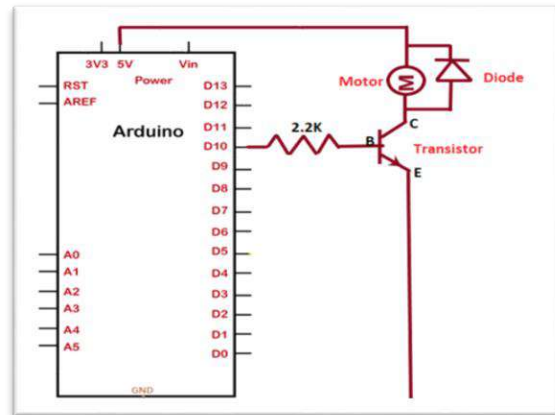 3V3 5V Vin
Power
RST
AREF
Arduino
D13
D12
D11
D10
D9
D8
D7
D6
D5
D4
D3
D2
D1
D0
A0
A1
A2
A3
A4
A5
GND
2.2K
Motor
M
Diode
B
C
Transistor
E